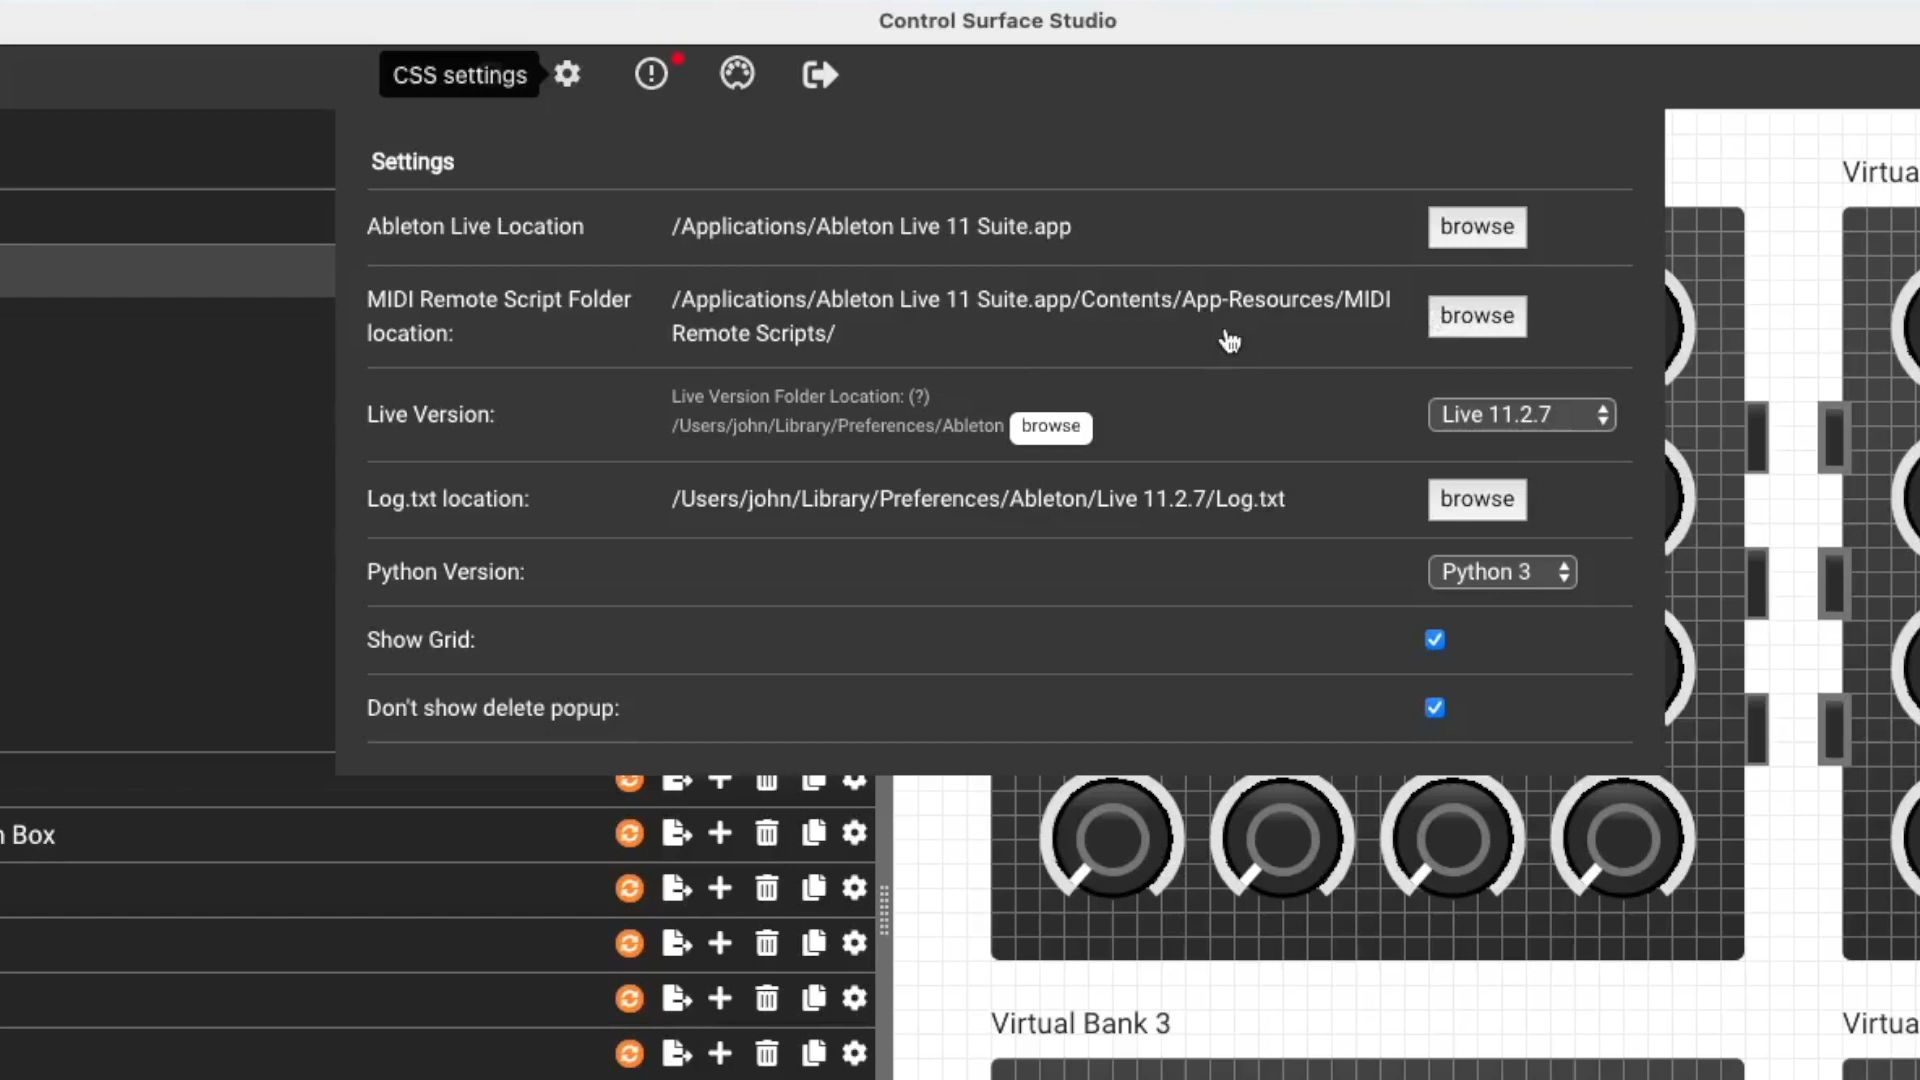 Control Surface Studio
CSS settings
Settings
Ableton Live Location
/Applications/Ableton Live 11 Suite.app
browse
MIDI Remote Script Folder
location:
/Applications/Ableton Live 11 Suite.app/Contents/App-Resources/MIDI
Remote Scripts/
browse
Live Version:
Live Version Folder Location: (?)
/Users/john/Library/Preferences/Ableton
browse
Live 11.2.7
Log.txt location:
/Users/john/Library/Preferences/Ableton/Live 11.2.7/Log.txt
browse
Python Version:
Python 3
Show Grid:
Don't show delete popup:
Virtua
n Box
Virtual Bank 3
Virtua